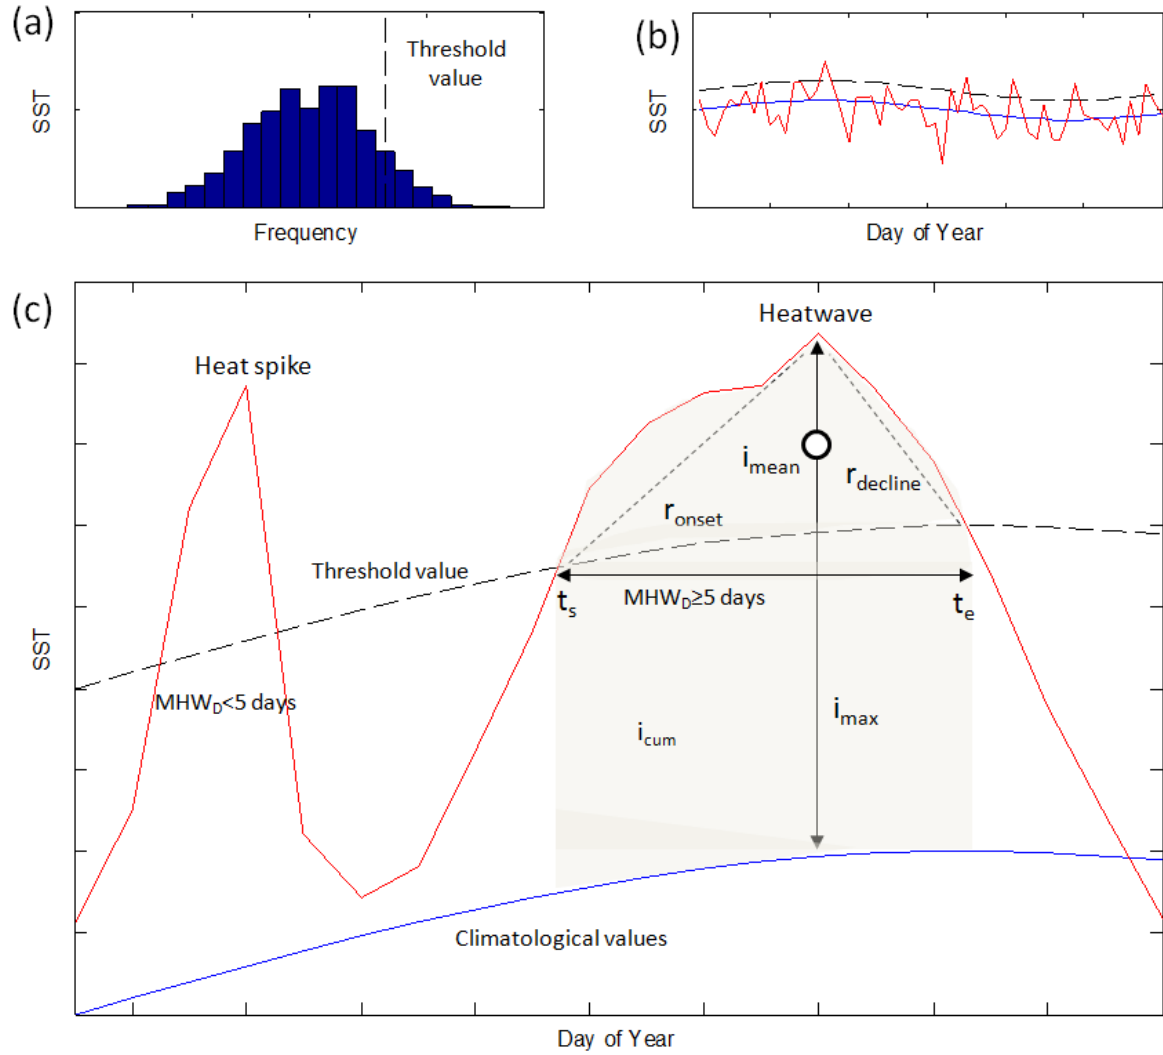 (a)
Threshold
value
SST
Frequency
(b)
SST
Day of Year
(c)
Heatwave
Heat spike
i_mean
r_decline
r_onset
Threshold value
t_s
MHW_D≥5 days
t_e
SST
MHW_D<5 days
i_max
i_cum
Climatological values
Day of Year